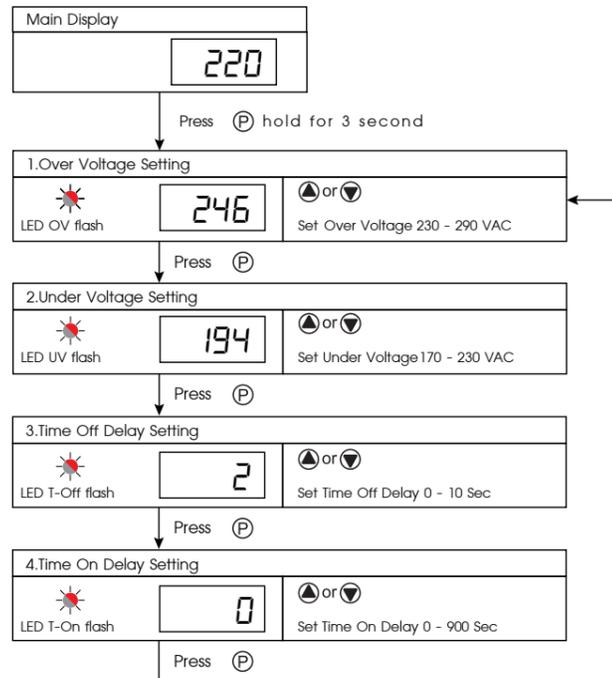 Main Display
220
Press Ⓟ hold for 3 second
1.Over Voltage Setting
246
▲ or ▼
LED OV flash
Set Over Voltage 230 - 290 VAC
Press Ⓟ
2.Under Voltage Setting
194
▲ or ▼
LED UV flash
Set Under Voltage 170 - 230 VAC
Press Ⓟ
3.Time Off Delay Setting
2
▲ or ▼
LED T-Off flash
Set Time Off Delay 0 - 10 Sec
Press Ⓟ
4.Time On Delay Setting
0
▲ or ▼
LED T-On flash
Set Time On Delay 0 - 900 Sec
Press Ⓟ